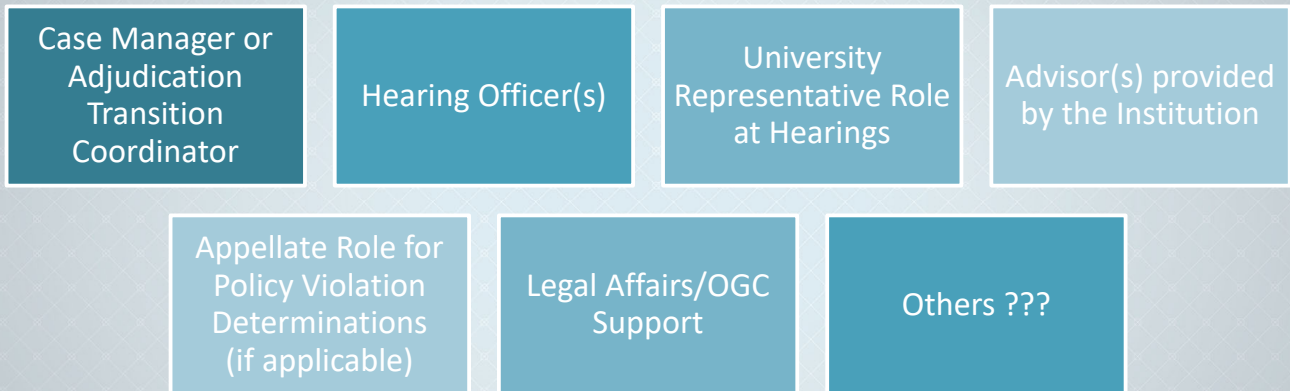 Case Manager or
Adjudication
Transition
Coordinator
Hearing Officer(s)
University
Representative Role
at Hearings
Advisor(s) provided
by the Institution
Appellate Role for
Policy Violation
Determinations
(if applicable)
Legal Affairs/OGC
Support
Others ???